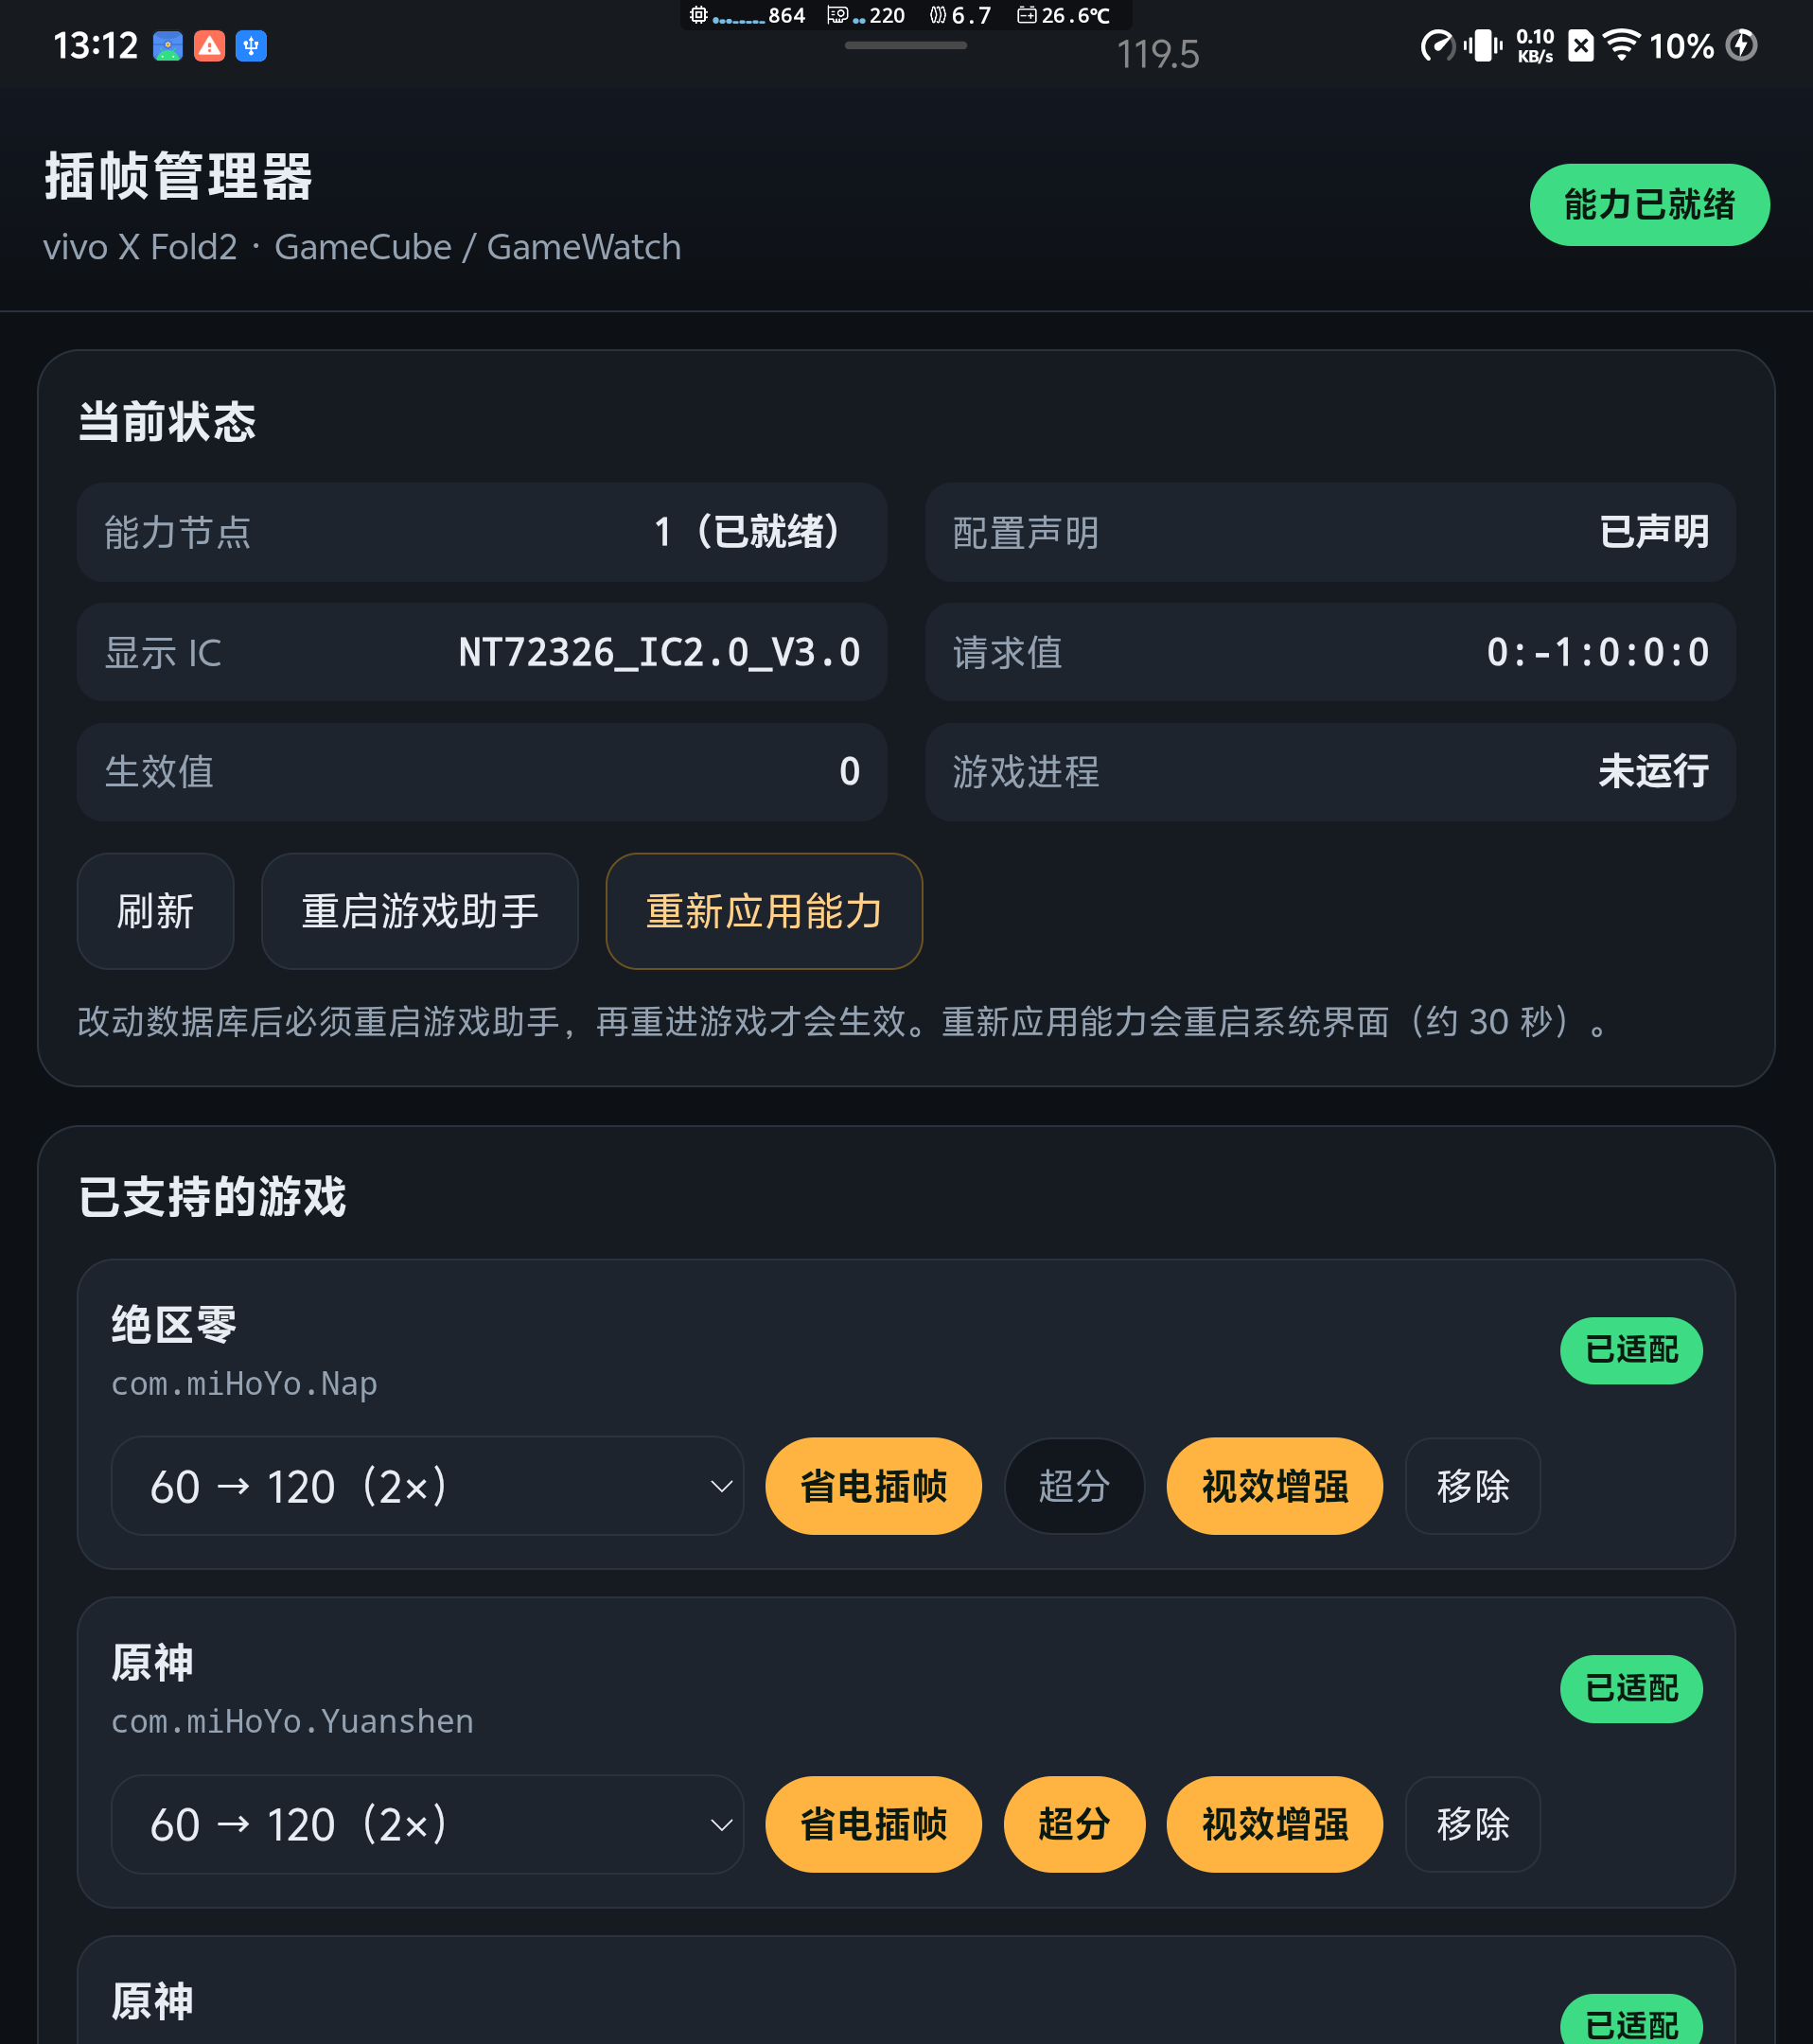 864 220 6.7 26.6℃
13:12 119.5 0.10 KB/s 10%
插帧管理器
vivo X Fold2 · GameCube / GameWatch
能力已就绪
当前状态
能力节点 1（已就绪）
配置声明 已声明
显示 IC NT72326_IC2.0_V3.0
请求值 0:-1:0:0:0
生效值 0
游戏进程 未运行
刷新 重启游戏助手 重新应用能力
改动数据库后必须重启游戏助手，再重进游戏才会生效。重新应用能力会重启系统界面（约 30 秒）。
已支持的游戏
绝区零
com.miHoYo.Nap
已适配
60 → 120（2×） 省电插帧 超分 视效增强 移除
原神
com.miHoYo.Yuanshen
已适配
60 → 120（2×） 省电插帧 超分 视效增强 移除
原神
已适配